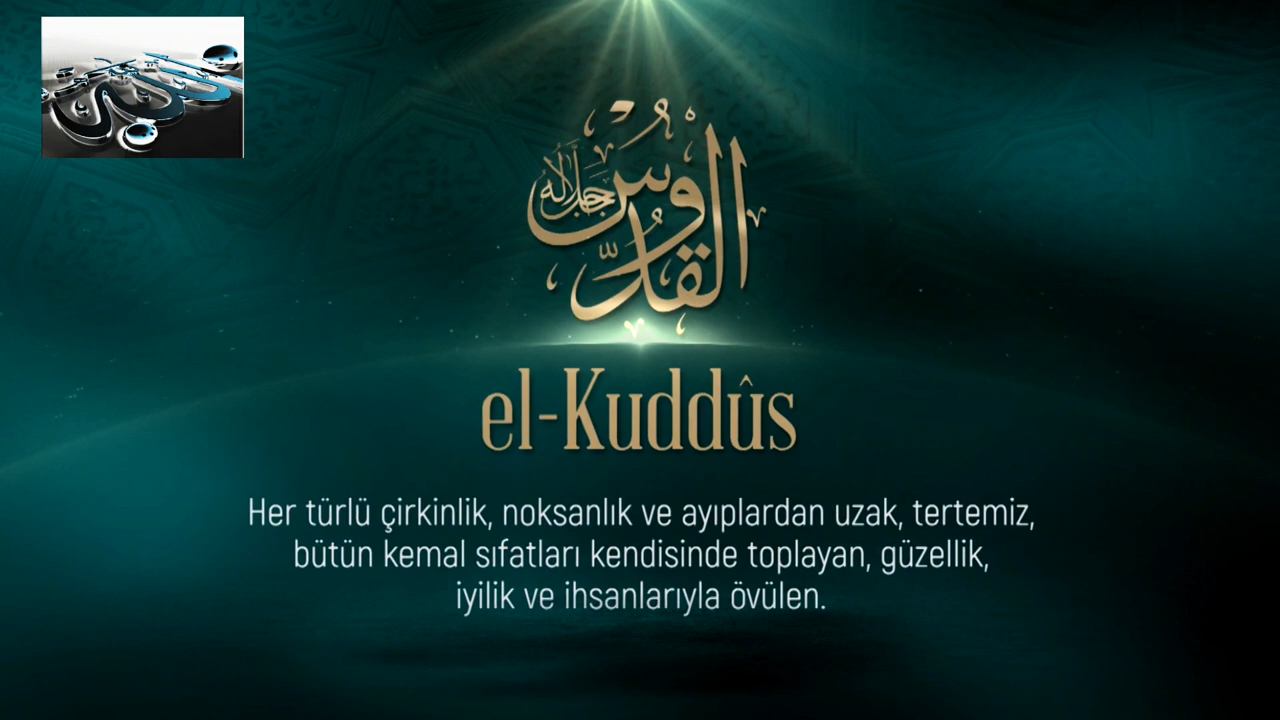 القدوس
جل جلاله
el-Kuddûs
Her türlü çirkinlik, noksanlık ve ayıplardan uzak, tertemiz,
bütün kemal sıfatları kendisinde toplayan, güzellik,
iyilik ve ihsanlarıyla övülen.